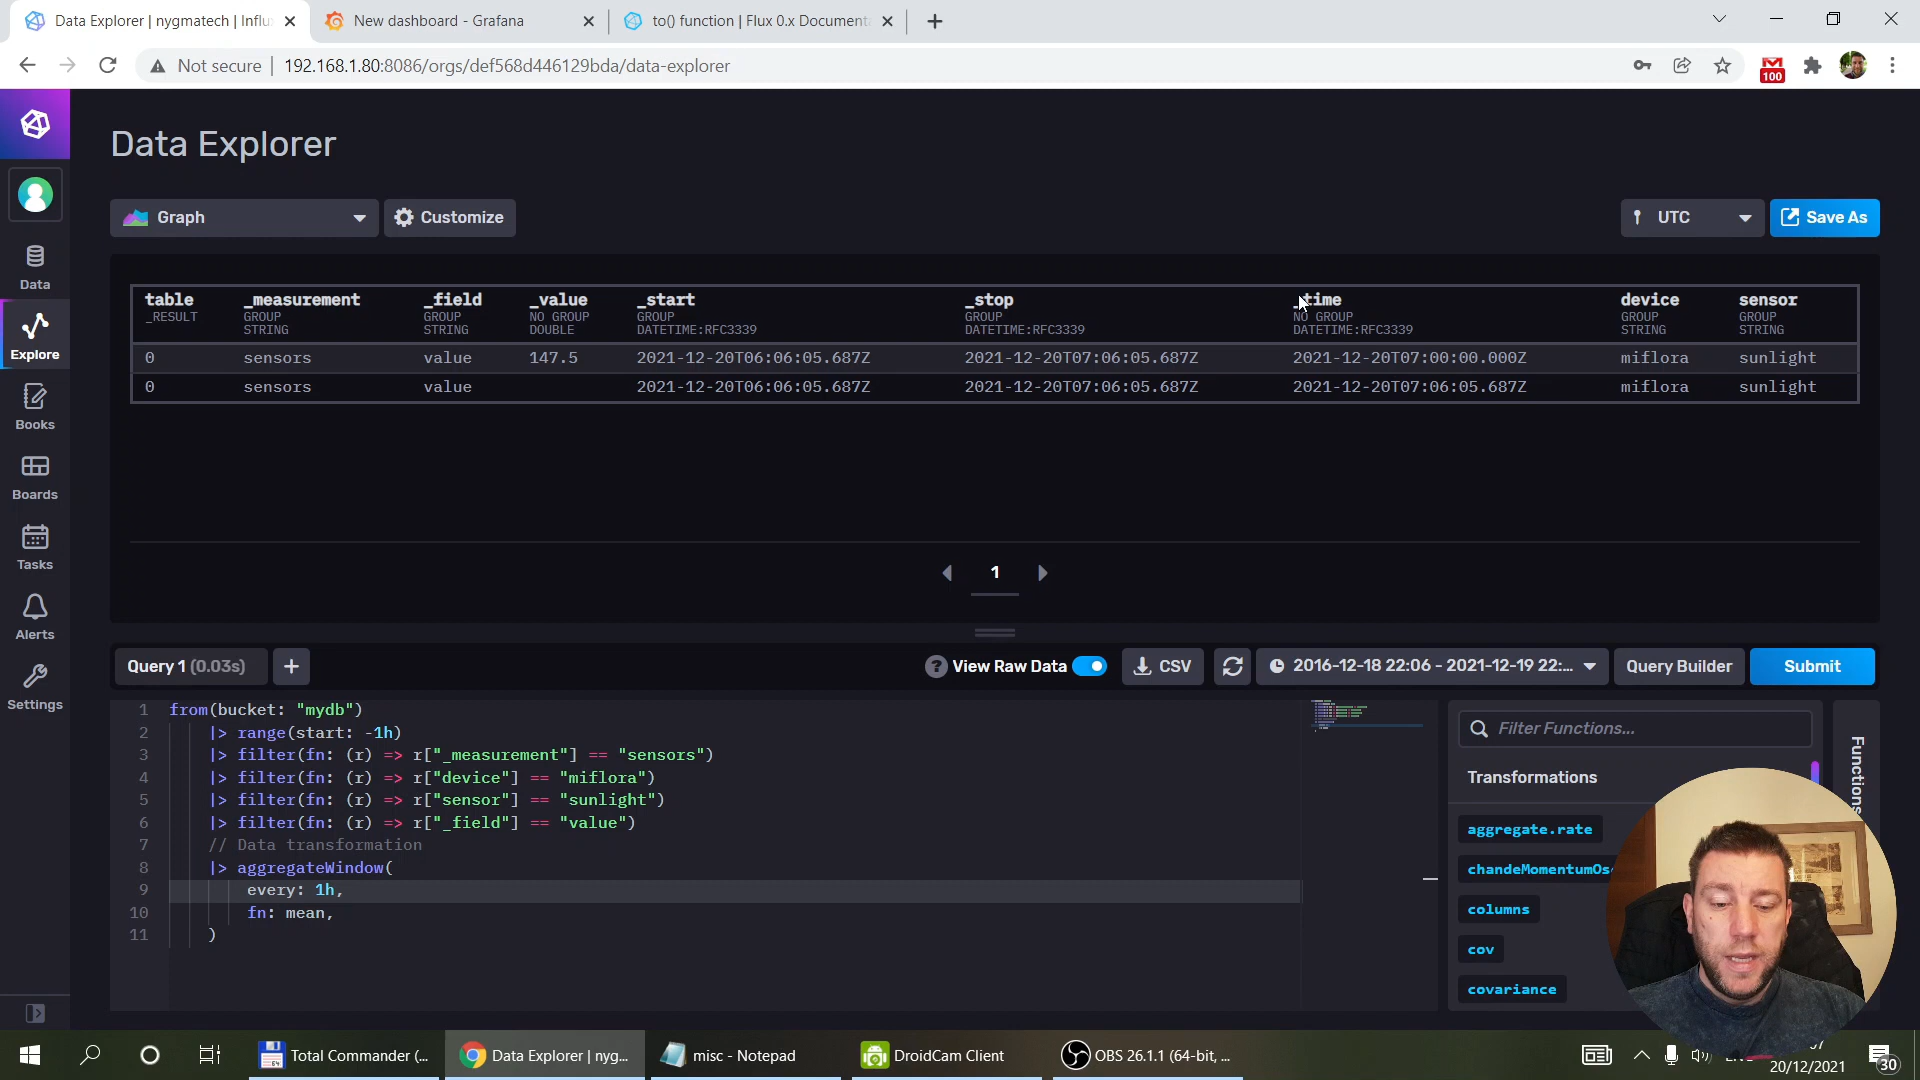 Data Explorer | nygmatech | Influ
New dashboard - Grafana
to() function | Flux 0.x Documenta
Not secure
192.168.1.80:8086/orgs/def568d446129bda/data-explorer
100
Data Explorer
Graph
Customize
UTC
Save As
Data
Explore
Books
Boards
Tasks
Alerts
Settings
table _measurement _field _value _start _stop _time device sensor
_RESULT GROUP GROUP NO GROUP GROUP GROUP NO GROUP GROUP GROUP
STRING STRING DOUBLE DATETIME:RFC3339 DATETIME:RFC3339 DATETIME:RFC3339 STRING STRING
0 sensors value 147.5 2021-12-20T06:06:05.687Z 2021-12-20T07:06:05.687Z 2021-12-20T07:00:00.000Z miflora sunlight
0 sensors value 2021-12-20T06:06:05.687Z 2021-12-20T07:06:05.687Z 2021-12-20T07:06:05.687Z miflora sunlight
1
Query 1 (0.03s)
+
? View Raw Data
CSV
2016-12-18 22:06 - 2021-12-19 22:...
Query Builder
Submit
1 from(bucket: "mydb")
2 |> range(start: -1h)
3 |> filter(fn: (r) => r["_measurement"] == "sensors")
4 |> filter(fn: (r) => r["device"] == "miflora")
5 |> filter(fn: (r) => r["sensor"] == "sunlight")
6 |> filter(fn: (r) => r["_field"] == "value")
7 // Data transformation
8 |> aggregateWindow(
9 every: 1h,
10 fn: mean,
11 )
Filter Functions...
Transformations
aggregate.rate
chandeMomentumOs
columns
cov
covariance
Functions
Total Commander (...
Data Explorer | nyg...
misc - Notepad
DroidCam Client
OBS 26.1.1 (64-bit, ...
20/12/2021
30